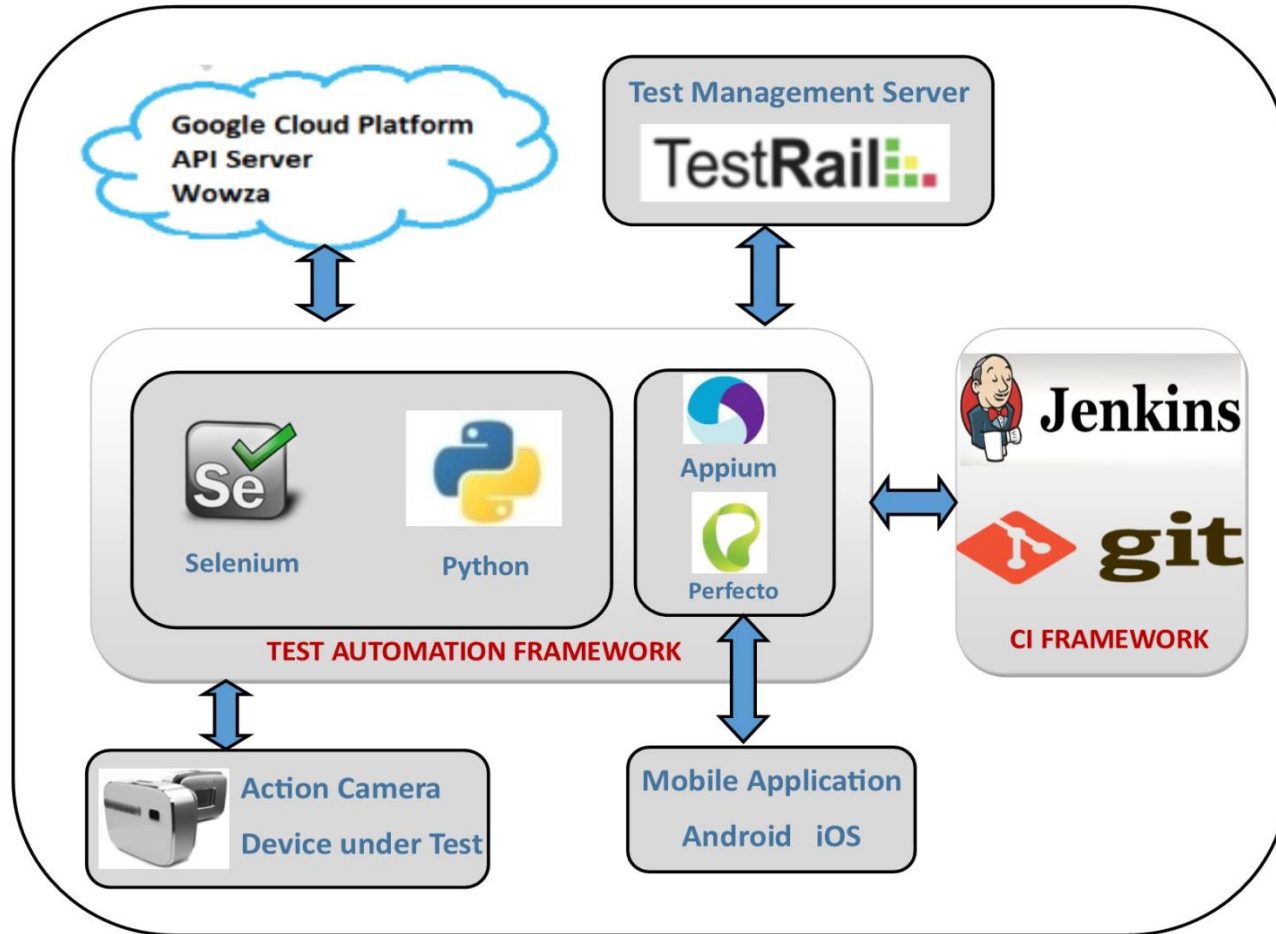 Google Cloud Platform
API Server
Wowza
Test Management Server
TestRail
Se
Selenium
Python
Appium
Perfecto
TEST AUTOMATION FRAMEWORK
Jenkins
git
CI FRAMEWORK
Action Camera
Device under Test
Mobile Application
Android iOS